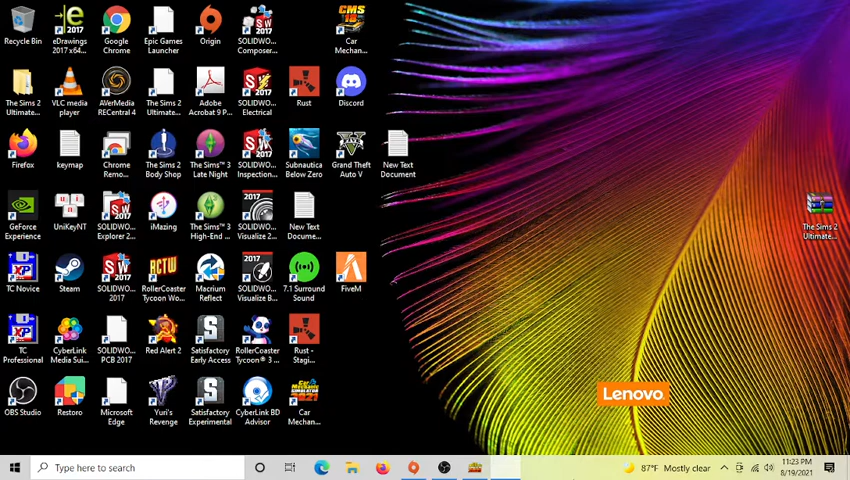 Recycle Bin
eDrawings
2017 x64...
Google
Chrome
Epic Games
Launcher
Origin
SOLIDWO...
Composer...
Car
Mechan...
The Sims 2
Ultimate...
VLC media
player
AVerMedia
RECentral 4
The Sims 2
Ultimate...
Adobe
Acrobat 9 P...
SOLIDWO...
Electrical
Rust
Discord
Firefox
keymap
Chrome
Remo...
The Sims 2
Body Shop
The Sims™ 3
Late Night
SOLIDWO...
Inspection...
Subnautica
Below Zero
Grand Theft
Auto V
New Text
Document
GeForce
Experience
UniKeyNT
SOLIDWO...
Explorer 2...
iMazing
The Sims™ 3
High-End ...
SOLIDWO...
Visualize 2...
New Text
Docume...
The Sims 2
Ultimate...
TC Novice
Steam
SOLIDWO...
2017
RollerCoaster
Tycoon Wo...
Macrium
Reflect
SOLIDWO...
Visualize B...
7.1 Surround
Sound
FiveM
TC
Professional
CyberLink
Media Sui...
SOLIDWO...
PCB 2017
Red Alert 2
Satisfactory
Early Access
RollerCoaster
Tycoon® 3 ...
Rust -
Stagi...
OBS Studio
Restoro
Microsoft
Edge
Yuri's
Revenge
Satisfactory
Experimental
CyberLink BD
Advisor
Car
Mechan...
Lenovo
Type here to search
87°F Mostly clear
11:23 PM
8/19/2021